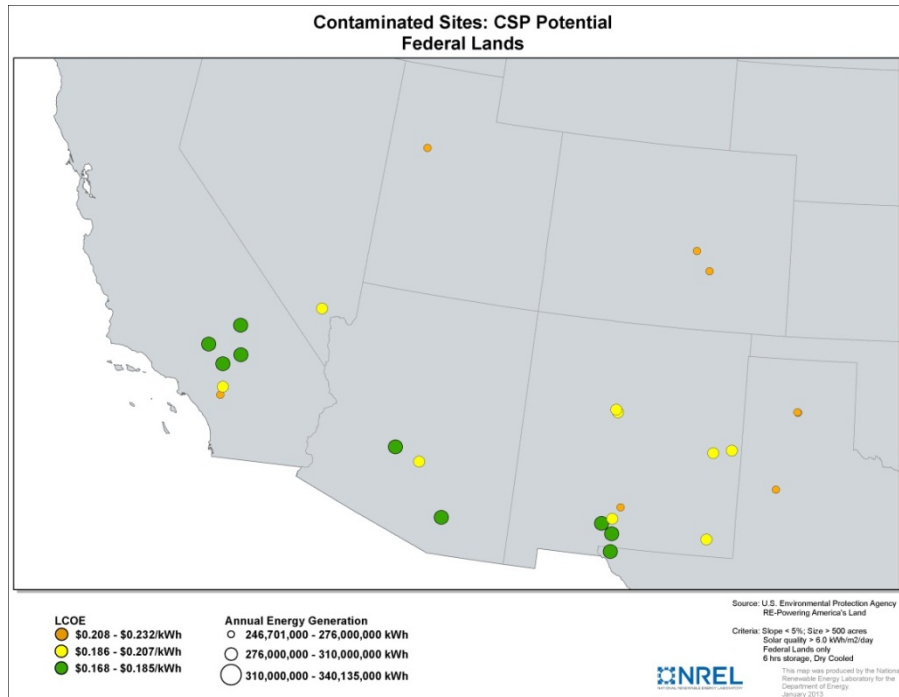 Contaminated Sites: CSP Potential
Federal Lands
LCOE
$0.208 - $0.232/kWh
$0.186 - $0.207/kWh
$0.168 - $0.185/kWh
Annual Energy Generation
246,701,000 - 276,000,000 kWh
276,000,000 - 310,000,000 kWh
310,000,000 - 340,135,000 kWh
Source: U.S. Environmental Protection Agency
RE-Powering America's Land
Criteria: Slope < 5%; Size > 500 acres
Solar quality > 6.0 kWh/m2/day
Federal Lands only
6 hrs storage, Dry Cooled
NREL
NATIONAL RENEWABLE ENERGY LABORATORY
This map was produced by the National
Renewable Energy Laboratory for the
Department of Energy
January 2013